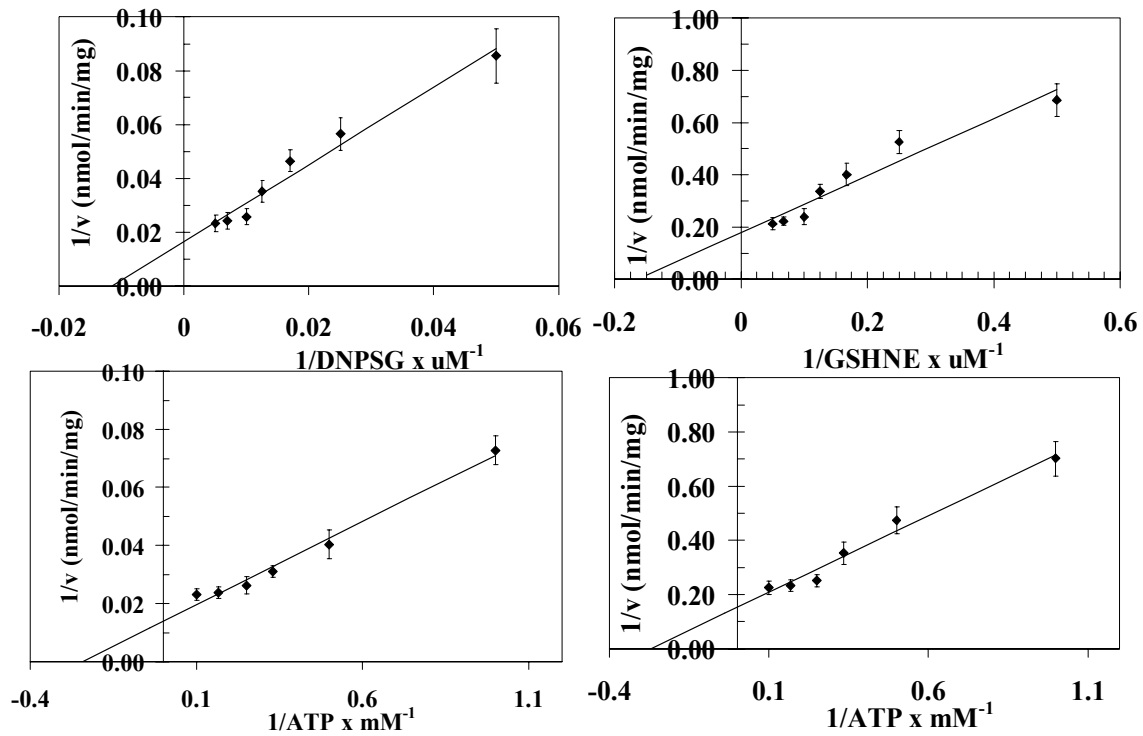 1/v (nmol/min/mg)
0.10
0.08
0.06
0.04
0.02
0.00
-0.02 0 0.02 0.04 0.06
1/DNPSG x uM-1
1/v (nmol/min/mg)
1.00
0.80
0.60
0.40
0.20
0.00
-0.2 0 0.2 0.4 0.6
1/GSHNE x uM-1
1/v (nmol/min/mg)
0.10
0.08
0.06
0.04
0.02
0.00
-0.4 0.1 0.6 1.1
1/ATP x mM-1
1/v (nmol/min/mg)
1.00
0.80
0.60
0.40
0.20
0.00
-0.4 0.1 0.6 1.1
1/ATP x mM-1